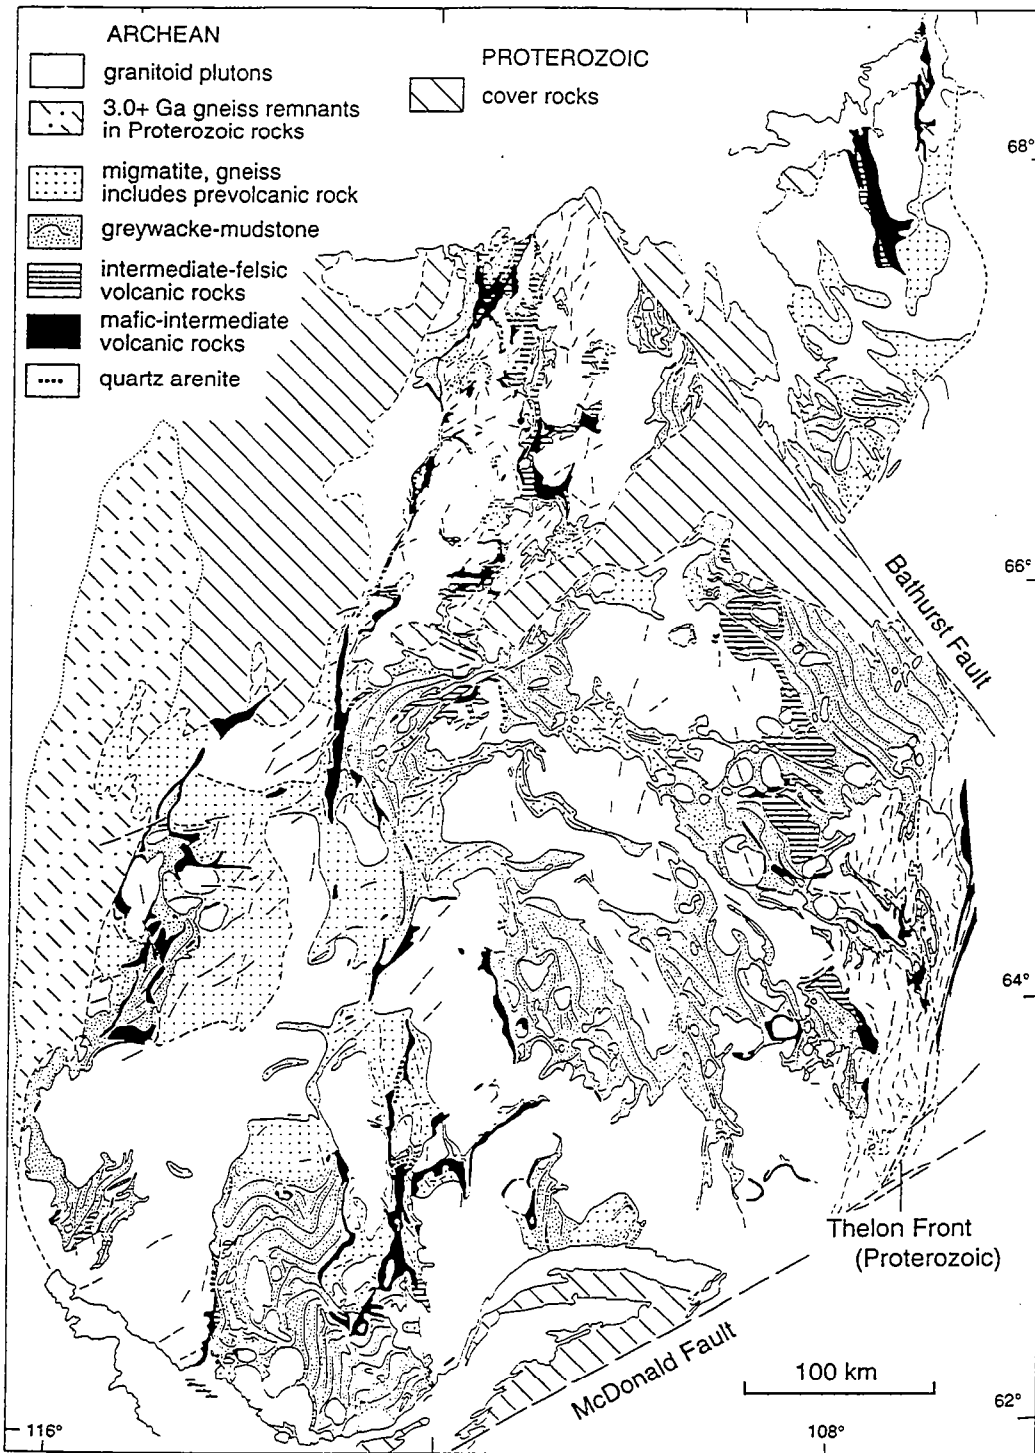 ARCHEAN
granitoid plutons
3.0+ Ga gneiss remnants
in Proterozoic rocks
migmatite, gneiss
includes prevolcanic rock
greywacke-mudstone
intermediate-felsic
volcanic rocks
mafic-intermediate
volcanic rocks
quartz arenite
PROTEROZOIC
cover rocks
68°
66°
Bathurst Fault
64°
Thelon Front
(Proterozoic)
McDonald Fault
100 km
62°
116°
108°